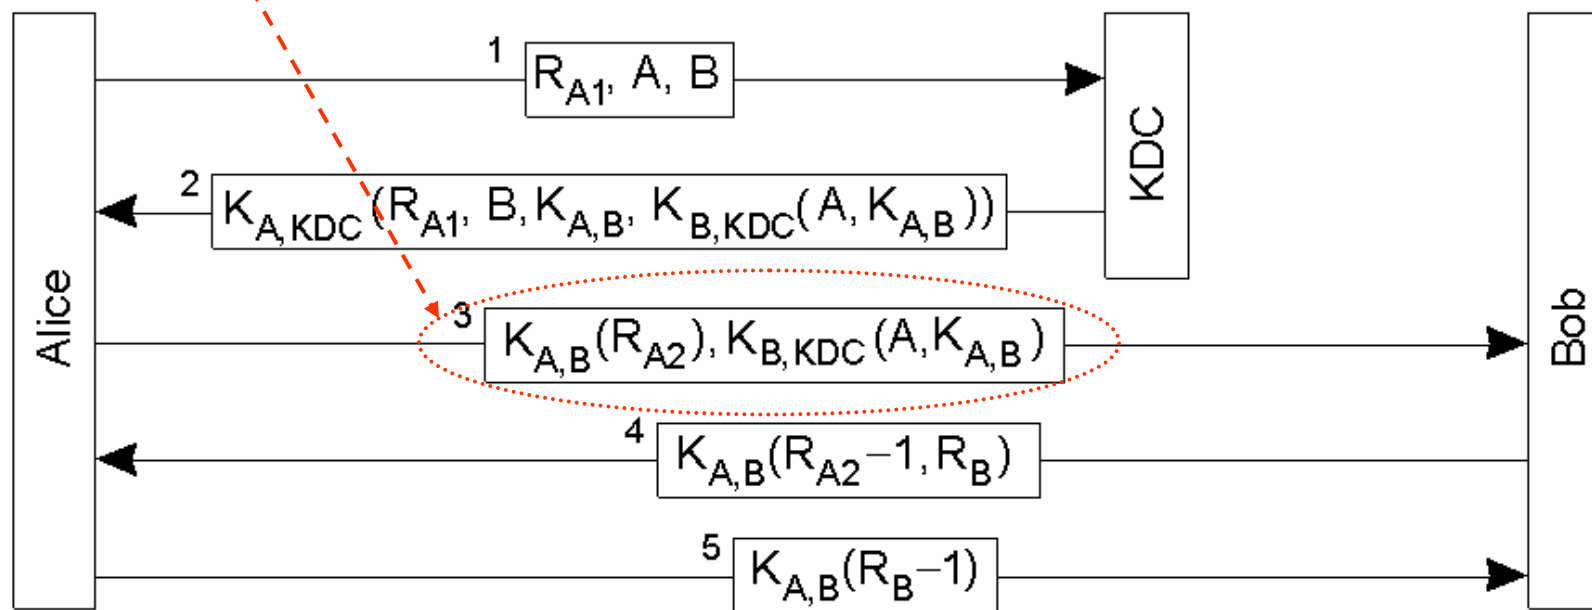 Alice
KDC
Bob
1
R_A1, A, B
2
K_A,KDC(R_A1, B, K_A,B, K_B,KDC(A, K_A,B))
3
K_A,B(R_A2), K_B,KDC(A, K_A,B)
4
K_A,B(R_A2−1, R_B)
5
K_A,B(R_B−1)